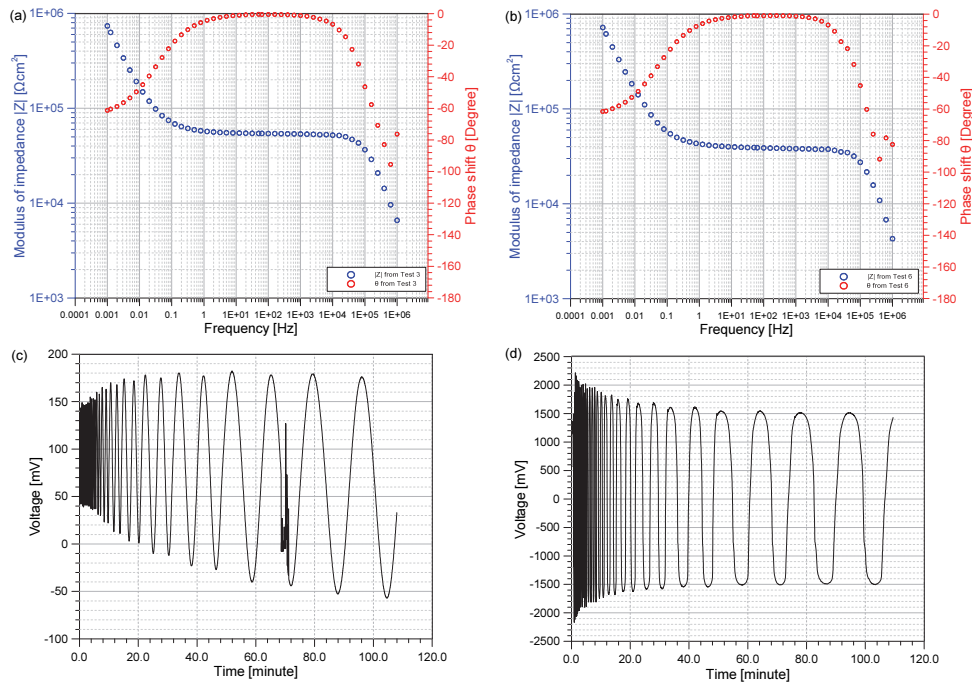 (a)
1E+06
1E+05
1E+04
1E+03
Modulus of impedance |Z| [Ωcm²]
0
-20
-40
-60
-80
-100
-120
-140
-160
-180
Phase shift θ [Degree]
|Z| from Test 3
θ from Test 3
0.0001 0.001 0.01 0.1 1 10 100 1E+03 1E+04 1E+05 1E+06
Frequency [Hz]
(b)
1E+06
1E+05
1E+04
1E+03
Modulus of impedance |Z| [Ωcm²]
0
-20
-40
-60
-80
-100
-120
-140
-160
-180
Phase shift θ [Degree]
|Z| from Test 6
θ from Test 6
0.0001 0.001 0.01 0.1 1 10 100 1E+03 1E+04 1E+05 1E+06
Frequency [Hz]
(c)
200
150
100
50
0
-50
-100
Voltage [mV]
0.0 20.0 40.0 60.0 80.0 100.0 120.0
Time [minute]
(d)
2500
2000
1500
1000
500
0
-500
-1000
-1500
-2000
-2500
Voltage [mV]
0.0 20.0 40.0 60.0 80.0 100.0 120.0
Time [minute]